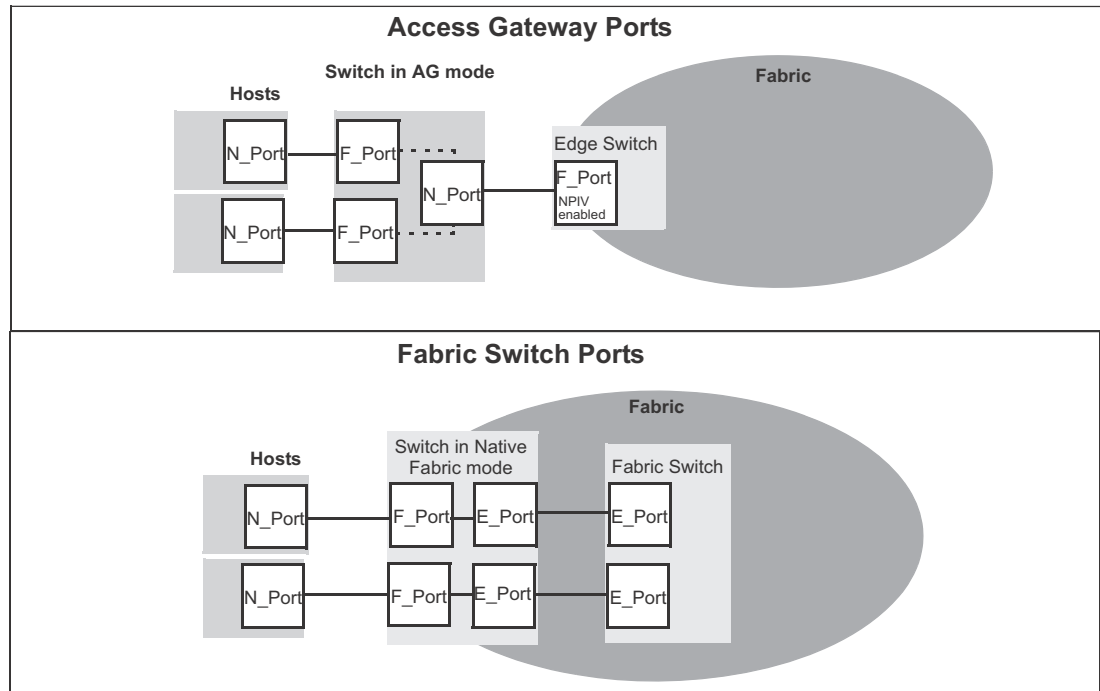 Access Gateway Ports
Switch in AG mode
Fabric
Hosts
Edge Switch
N_Port
F_Port
N_Port
F_Port
NPIV
enabled
N_Port
F_Port
Fabric Switch Ports
Fabric
Switch in Native
Fabric mode
Hosts
Fabric Switch
N_Port
F_Port
E_Port
E_Port
N_Port
F_Port
E_Port
E_Port